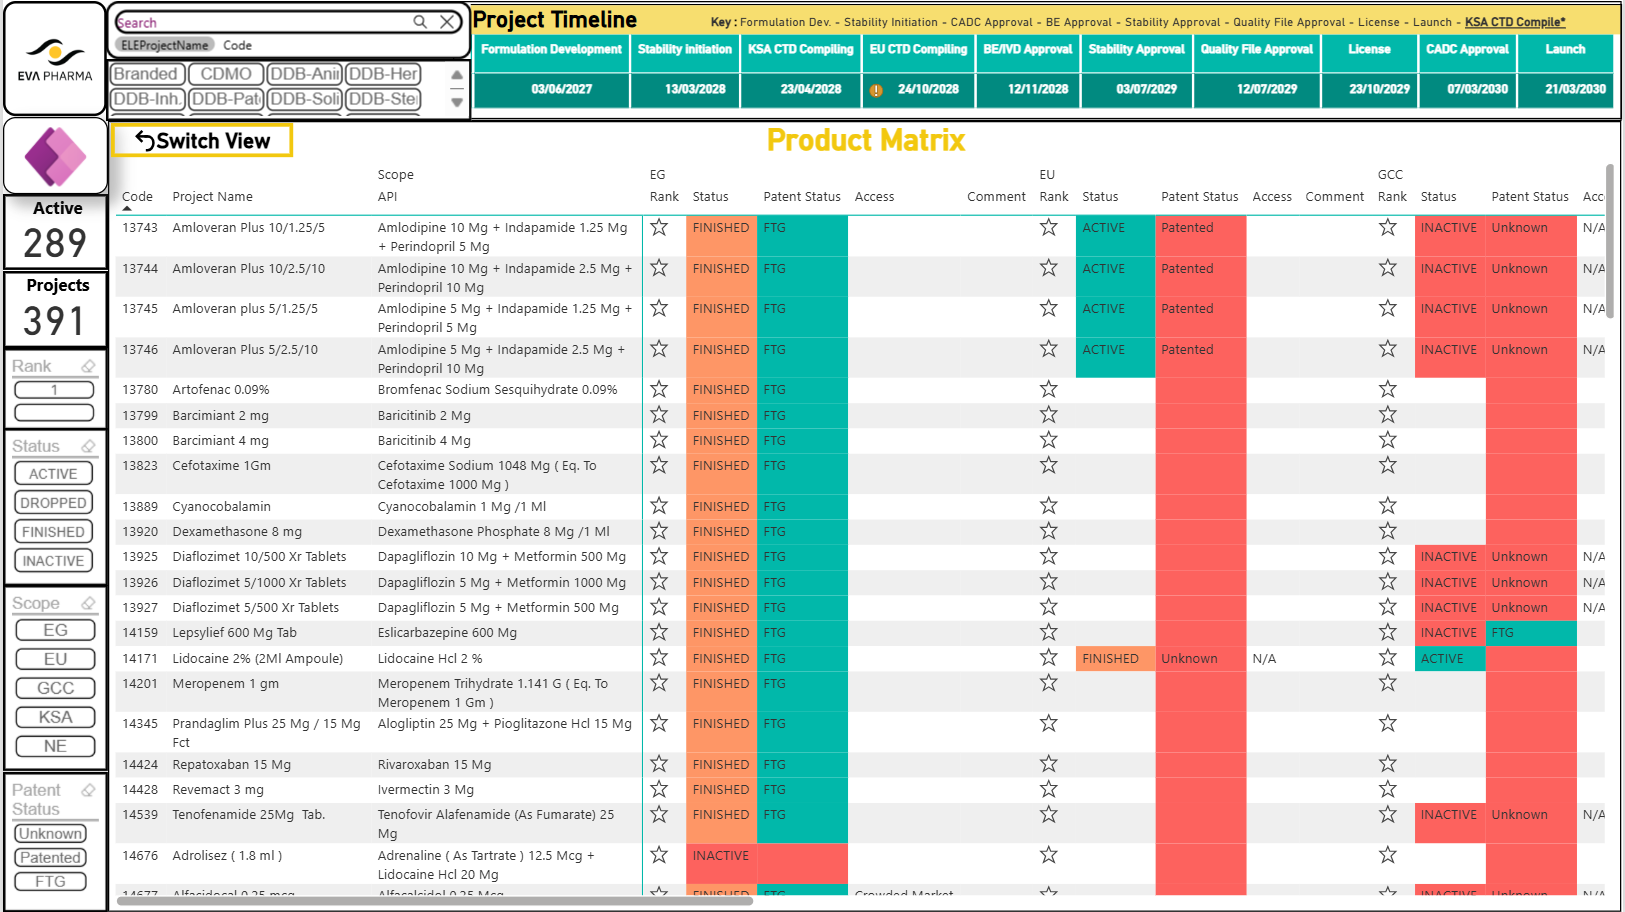 EVA PHARMA
Search
ELEProjectName Code
Branded CDMO DDB-Anii DDB-Her
DDB-Inh. DDB-Pat DDB-Soli DDB-Ste
Project Timeline
Key : Formulation Dev. - Stability Initiation - CADC Approval - BE Approval - Stability Approval - Quality File Approval - License - Launch - KSA CTD Compile*
Formulation Development Stability Initiation KSA CTD Compiling EU CTD Compiling BE/IVD Approval Stability Approval Quality File Approval License CADC Approval Launch
03/06/2027 13/03/2028 23/04/2028 24/10/2028 12/11/2028 03/07/2029 12/07/2029 23/10/2029 07/03/2030 21/03/2030
Switch View
Product Matrix
Active
289
Projects
391
Rank
1
Status
ACTIVE
DROPPED
FINISHED
INACTIVE
Scope
EG
EU
GCC
KSA
NE
Patent
Status
Unknown
Patented
FTG
Scope EG EU GCC
Code Project Name API Rank Status Patent Status Access Comment Rank Status Patent Status Access Comment Rank Status Patent Status Acc
13743 Amloveran Plus 10/1.25/5 Amlodipine 10 Mg + Indapamide 1.25 Mg FINISHED FTG ACTIVE Patented INACTIVE Unknown N/A
+ Perindopril 5 Mg
13744 Amloveran Plus 10/2.5/10 Amlodipine 10 Mg + Indapamide 2.5 Mg + FINISHED FTG ACTIVE Patented INACTIVE Unknown N/A
Perindopril 10 Mg
13745 Amloveran plus 5/1.25/5 Amlodipine 5 Mg + Indapamide 1.25 Mg + FINISHED FTG ACTIVE Patented INACTIVE Unknown N/A
Perindopril 5 Mg
13746 Amloveran Plus 5/2.5/10 Amlodipine 5 Mg + Indapamide 2.5 Mg + FINISHED FTG ACTIVE Patented INACTIVE Unknown N/A
Perindopril 10 Mg
13780 Artofenac 0.09% Bromfenac Sodium Sesquihydrate 0.09% FINISHED FTG
13799 Barcimiant 2 mg Baricitinib 2 Mg FINISHED FTG
13800 Barcimiant 4 mg Baricitinib 4 Mg FINISHED FTG
13823 Cefotaxime 1Gm Cefotaxime Sodium 1048 Mg ( Eq. To FINISHED FTG
Cefotaxime 1000 Mg )
13889 Cyanocobalamin Cyanocobalamin 1 Mg /1 Ml FINISHED FTG
13920 Dexamethasone 8 mg Dexamethasone Phosphate 8 Mg /1 Ml FINISHED FTG
13925 Diaflozimet 10/500 Xr Tablets Dapagliflozin 10 Mg + Metformin 500 Mg FINISHED FTG INACTIVE Unknown N/A
13926 Diaflozimet 5/1000 Xr Tablets Dapagliflozin 5 Mg + Metformin 1000 Mg FINISHED FTG INACTIVE Unknown N/A
13927 Diaflozimet 5/500 Xr Tablets Dapagliflozin 5 Mg + Metformin 500 Mg FINISHED FTG INACTIVE Unknown N/A
14159 Lepsylief 600 Mg Tab Eslicarbazepine 600 Mg FINISHED FTG INACTIVE FTG
14171 Lidocaine 2% (2Ml Ampoule) Lidocaine Hcl 2 % FINISHED FTG FINISHED Unknown N/A ACTIVE
14201 Meropenem 1 gm Meropenem Trihydrate 1.141 G ( Eq. To FINISHED FTG
Meropenem 1 Gm )
14345 Prandaglim Plus 25 Mg / 15 Mg Alogliptin 25 Mg + Pioglitazone Hcl 15 Mg FINISHED FTG
Fct
14424 Repatoxaban 15 Mg Rivaroxaban 15 Mg FINISHED FTG
14428 Revemact 3 mg Ivermectin 3 Mg FINISHED FTG
14539 Tenofenamide 25Mg Tab. Tenofovir Alafenamide (As Fumarate) 25 FINISHED FTG INACTIVE Unknown N/A
Mg
14676 Adrolisez ( 1.8 ml ) Adrenaline ( As Tartrate ) 12.5 Mcg + INACTIVE
Lidocaine Hcl 20 Mg
14677 Alfacidocal 0.25 mcg Alfacalcidol 0.25 Mcg FINISHED FTG Crowded Market INACTIVE Unknown N/A